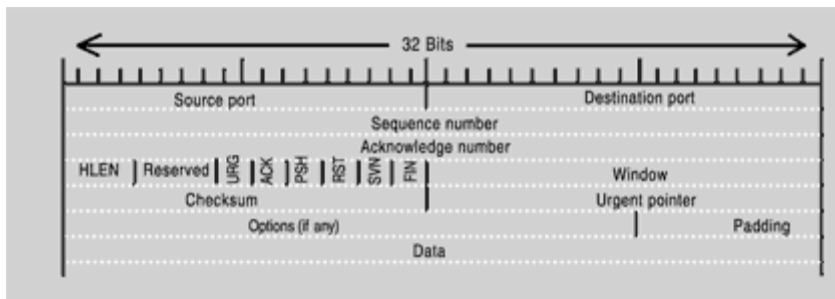 32 Bits
Source port Destination port
Sequence number
Acknowledge number
HLEN Reserved URG ACK PSH RST SVN FIN Window
Checksum Urgent pointer
Options (if any) Padding
Data